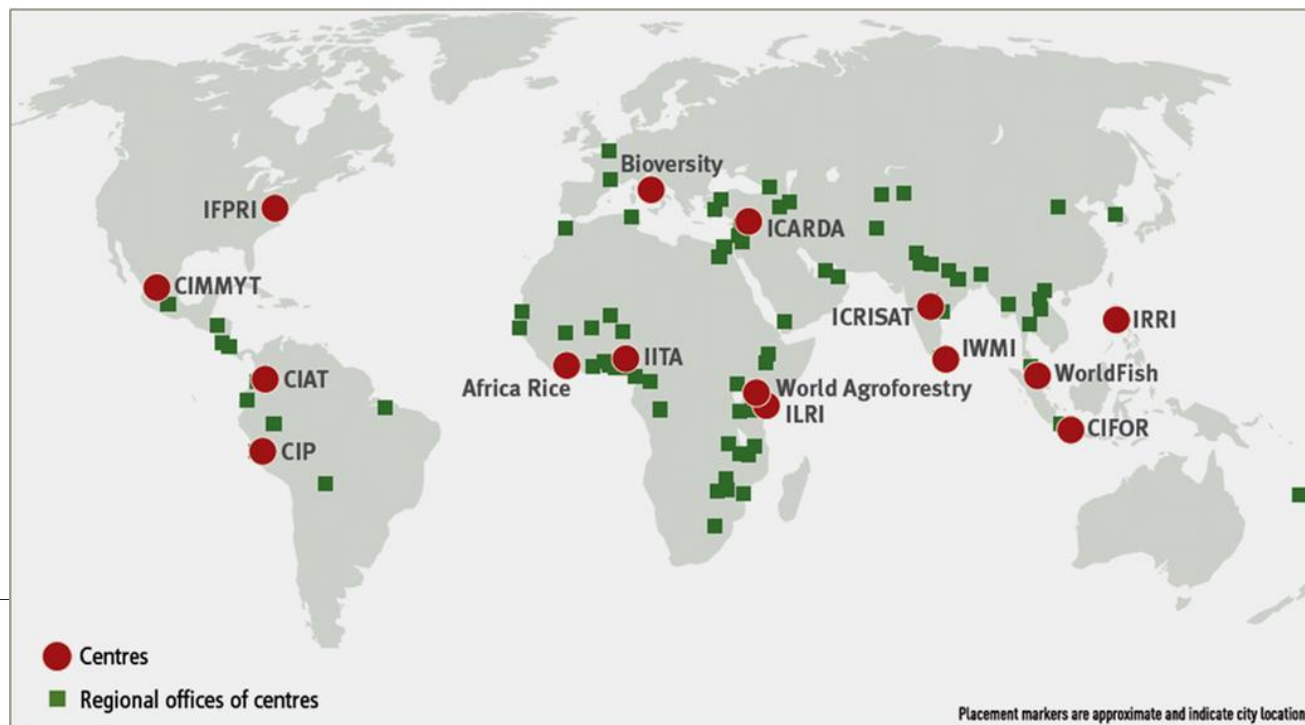 Bioversity
IFPRI
ICARDA
CIMMYT
ICRISAT
IRRI
IWMI
IITA
CIAT
WorldFish
Africa Rice
World Agroforestry
ILRI
CIFOR
CIP
Centres
Regional offices of centres
Placement markers are approximate and indicate city location